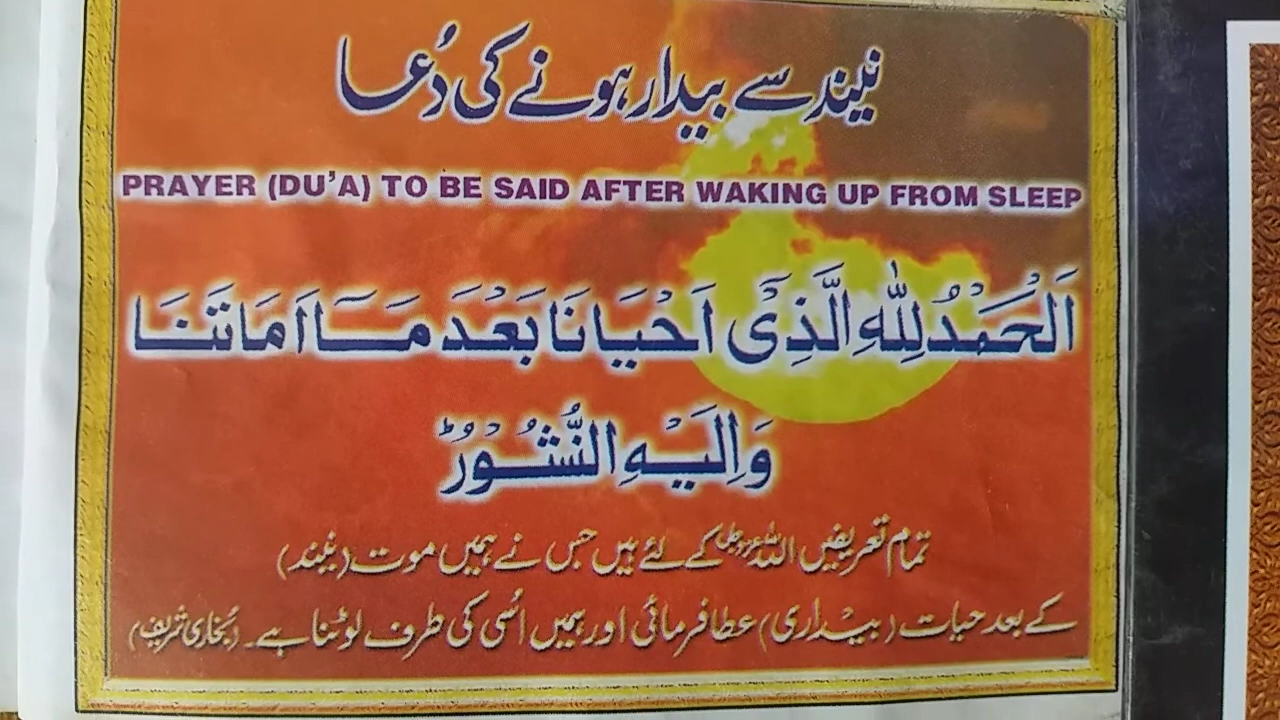 نیند سے بیدار ہونے کی دُعا
PRAYER (DU'A) TO BE SAID AFTER WAKING UP FROM SLEEP
اَلْحَمْدُ لِلّٰهِ الَّذِیْۤ اَحْیَانَا بَعْدَ مَاۤ اَمَاتَنَا
وَ اِلَیْهِ النُّشُوْرُؕ
تمام تعریفیں اللہ عزوجل کے لئے ہیں جس نے ہمیں موت (نیند)
کے بعد حیات (بیداری) عطا فرمائی اور ہمیں اُسی کی طرف لوٹنا ہے۔ (بُخاری شریف)